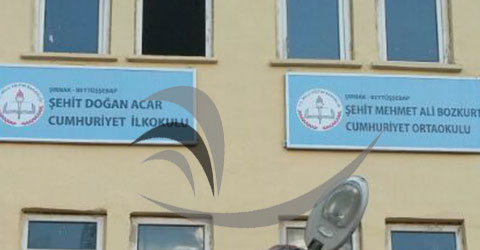 ŞIRNAK - BEYTÜŞŞEBAP
ŞEHİT DOĞAN ACAR
CUMHURİYET İLKOKULU
ŞIRNAK - BEYTÜŞŞEBAP
ŞEHİT MEHMET ALİ BOZKURT
CUMHURİYET ORTAOKULU